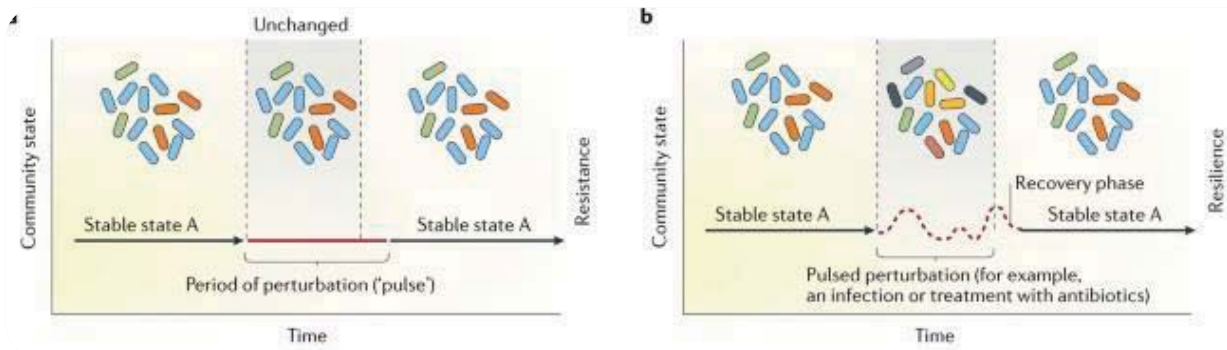 Unchanged
Community state
Stable state A
Stable state A
Resistance
Period of perturbation ('pulse')
Time
b
Community state
Recovery phase
Stable state A
Stable state A
Resilience
Pulsed perturbation (for example,
an infection or treatment with antibiotics)
Time